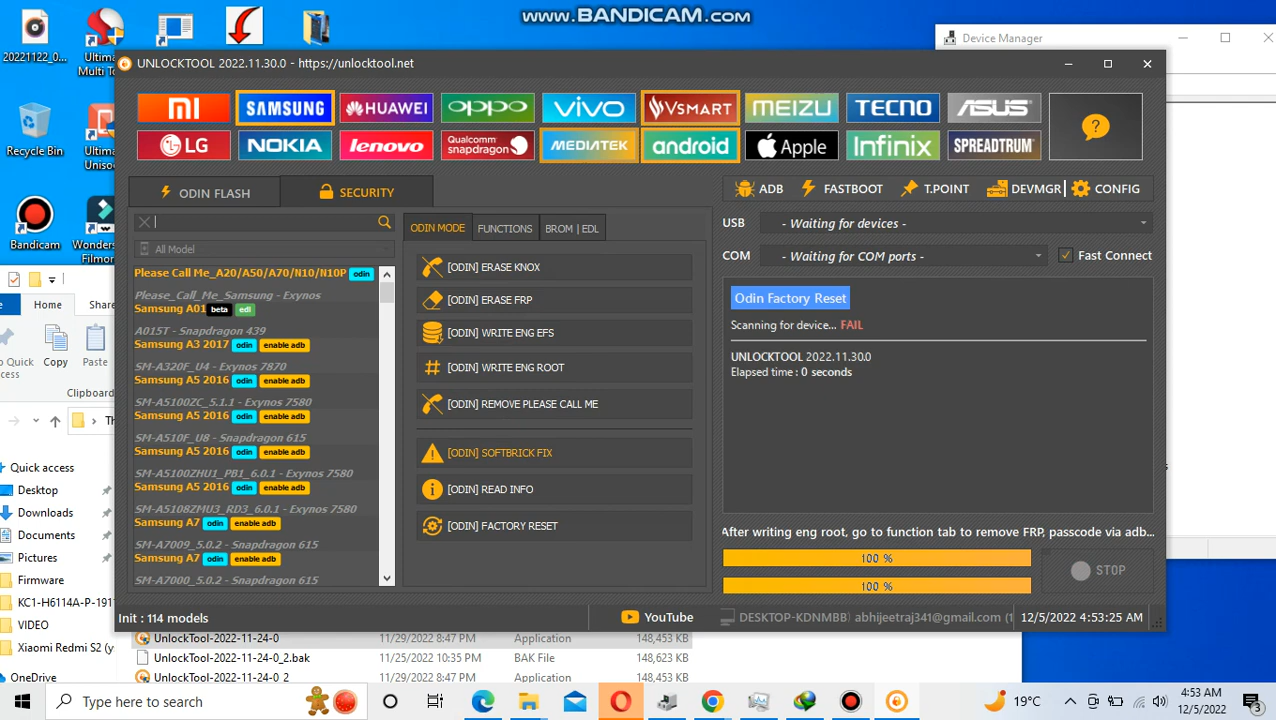 www.BANDICAM.com
20221122_0...
Ultima
Multi To
Device Manager
UNLOCKTOOL 2022.11.30.0 - https://unlocktool.net
MI
SAMSUNG
HUAWEI
oppo
vivo
VSMART
MEIZU
TECNO
ASUS
?
LG
NOKIA
lenovo
Qualcomm
snapdragon
MEDIATEK
android
Apple
Infinix
SPREADTRUM
Recycle Bin
Ultima
Unisoc
ODIN FLASH
SECURITY
ADB
FASTBOOT
T.POINT
DEVMGR
CONFIG
Bandicam
Wonders
Filmor
All Model
ODIN MODE
FUNCTIONS
BROM | EDL
USB
- Waiting for devices -
COM
- Waiting for COM ports -
Fast Connect
Please Call Me_A20/A50/A70/N10/N10P odin
Please_Call_Me_Samsung - Exynos
Samsung A01 beta edl
A015T - Snapdragon 439
Samsung A3 2017 odin enable adb
SM-A320F_U4 - Exynos 7870
Samsung A5 2016 odin enable adb
SM-A5100ZC_5.1.1 - Exynos 7580
Samsung A5 2016 odin enable adb
SM-A510F_U8 - Snapdragon 615
Samsung A5 2016 odin enable adb
SM-A5100ZHU1_PB1_6.0.1 - Exynos 7580
Samsung A5 2016 odin enable adb
SM-A5108ZMU3_RD3_6.0.1 - Exynos 7580
Samsung A7 odin enable adb
SM-A7009_5.0.2 - Snapdragon 615
Samsung A7 odin enable adb
SM-A7000_5.0.2 - Snapdragon 615
[ODIN] ERASE KNOX
[ODIN] ERASE FRP
[ODIN] WRITE ENG EFS
[ODIN] WRITE ENG ROOT
[ODIN] REMOVE PLEASE CALL ME
[ODIN] SOFTBRICK FIX
[ODIN] READ INFO
[ODIN] FACTORY RESET
Odin Factory Reset
Scanning for device... FAIL
UNLOCKTOOL 2022.11.30.0
Elapsed time : 0 seconds
After writing eng root, go to function tab to remove FRP, passcode via adb...
100 %
100 %
STOP
Init : 114 models
YouTube
DESKTOP-KDNMBB) abhijeetraj341@gmail.com (1
12/5/2022 4:53:25 AM
Home
Share
to Quick
access
Copy
Paste
Clipboard
Th
Quick access
Desktop
Downloads
Documents
Pictures
Firmware
KC1-H6114A-P-191
VIDEO
Xiaomi Redmi S2 (y
OneDrive
UnlockTool-2022-11-24-0 11/29/2022 8:47 PM Application 148,453 KB
UnlockTool-2022-11-24-0_2.bak 11/25/2022 10:35 PM BAK File 148,623 KB
UnlockTool-2022-11-24-0_2 11/29/2022 8:47 PM Application 148,453 KB
Type here to search
19°C
4:53 AM
12/5/2022
3